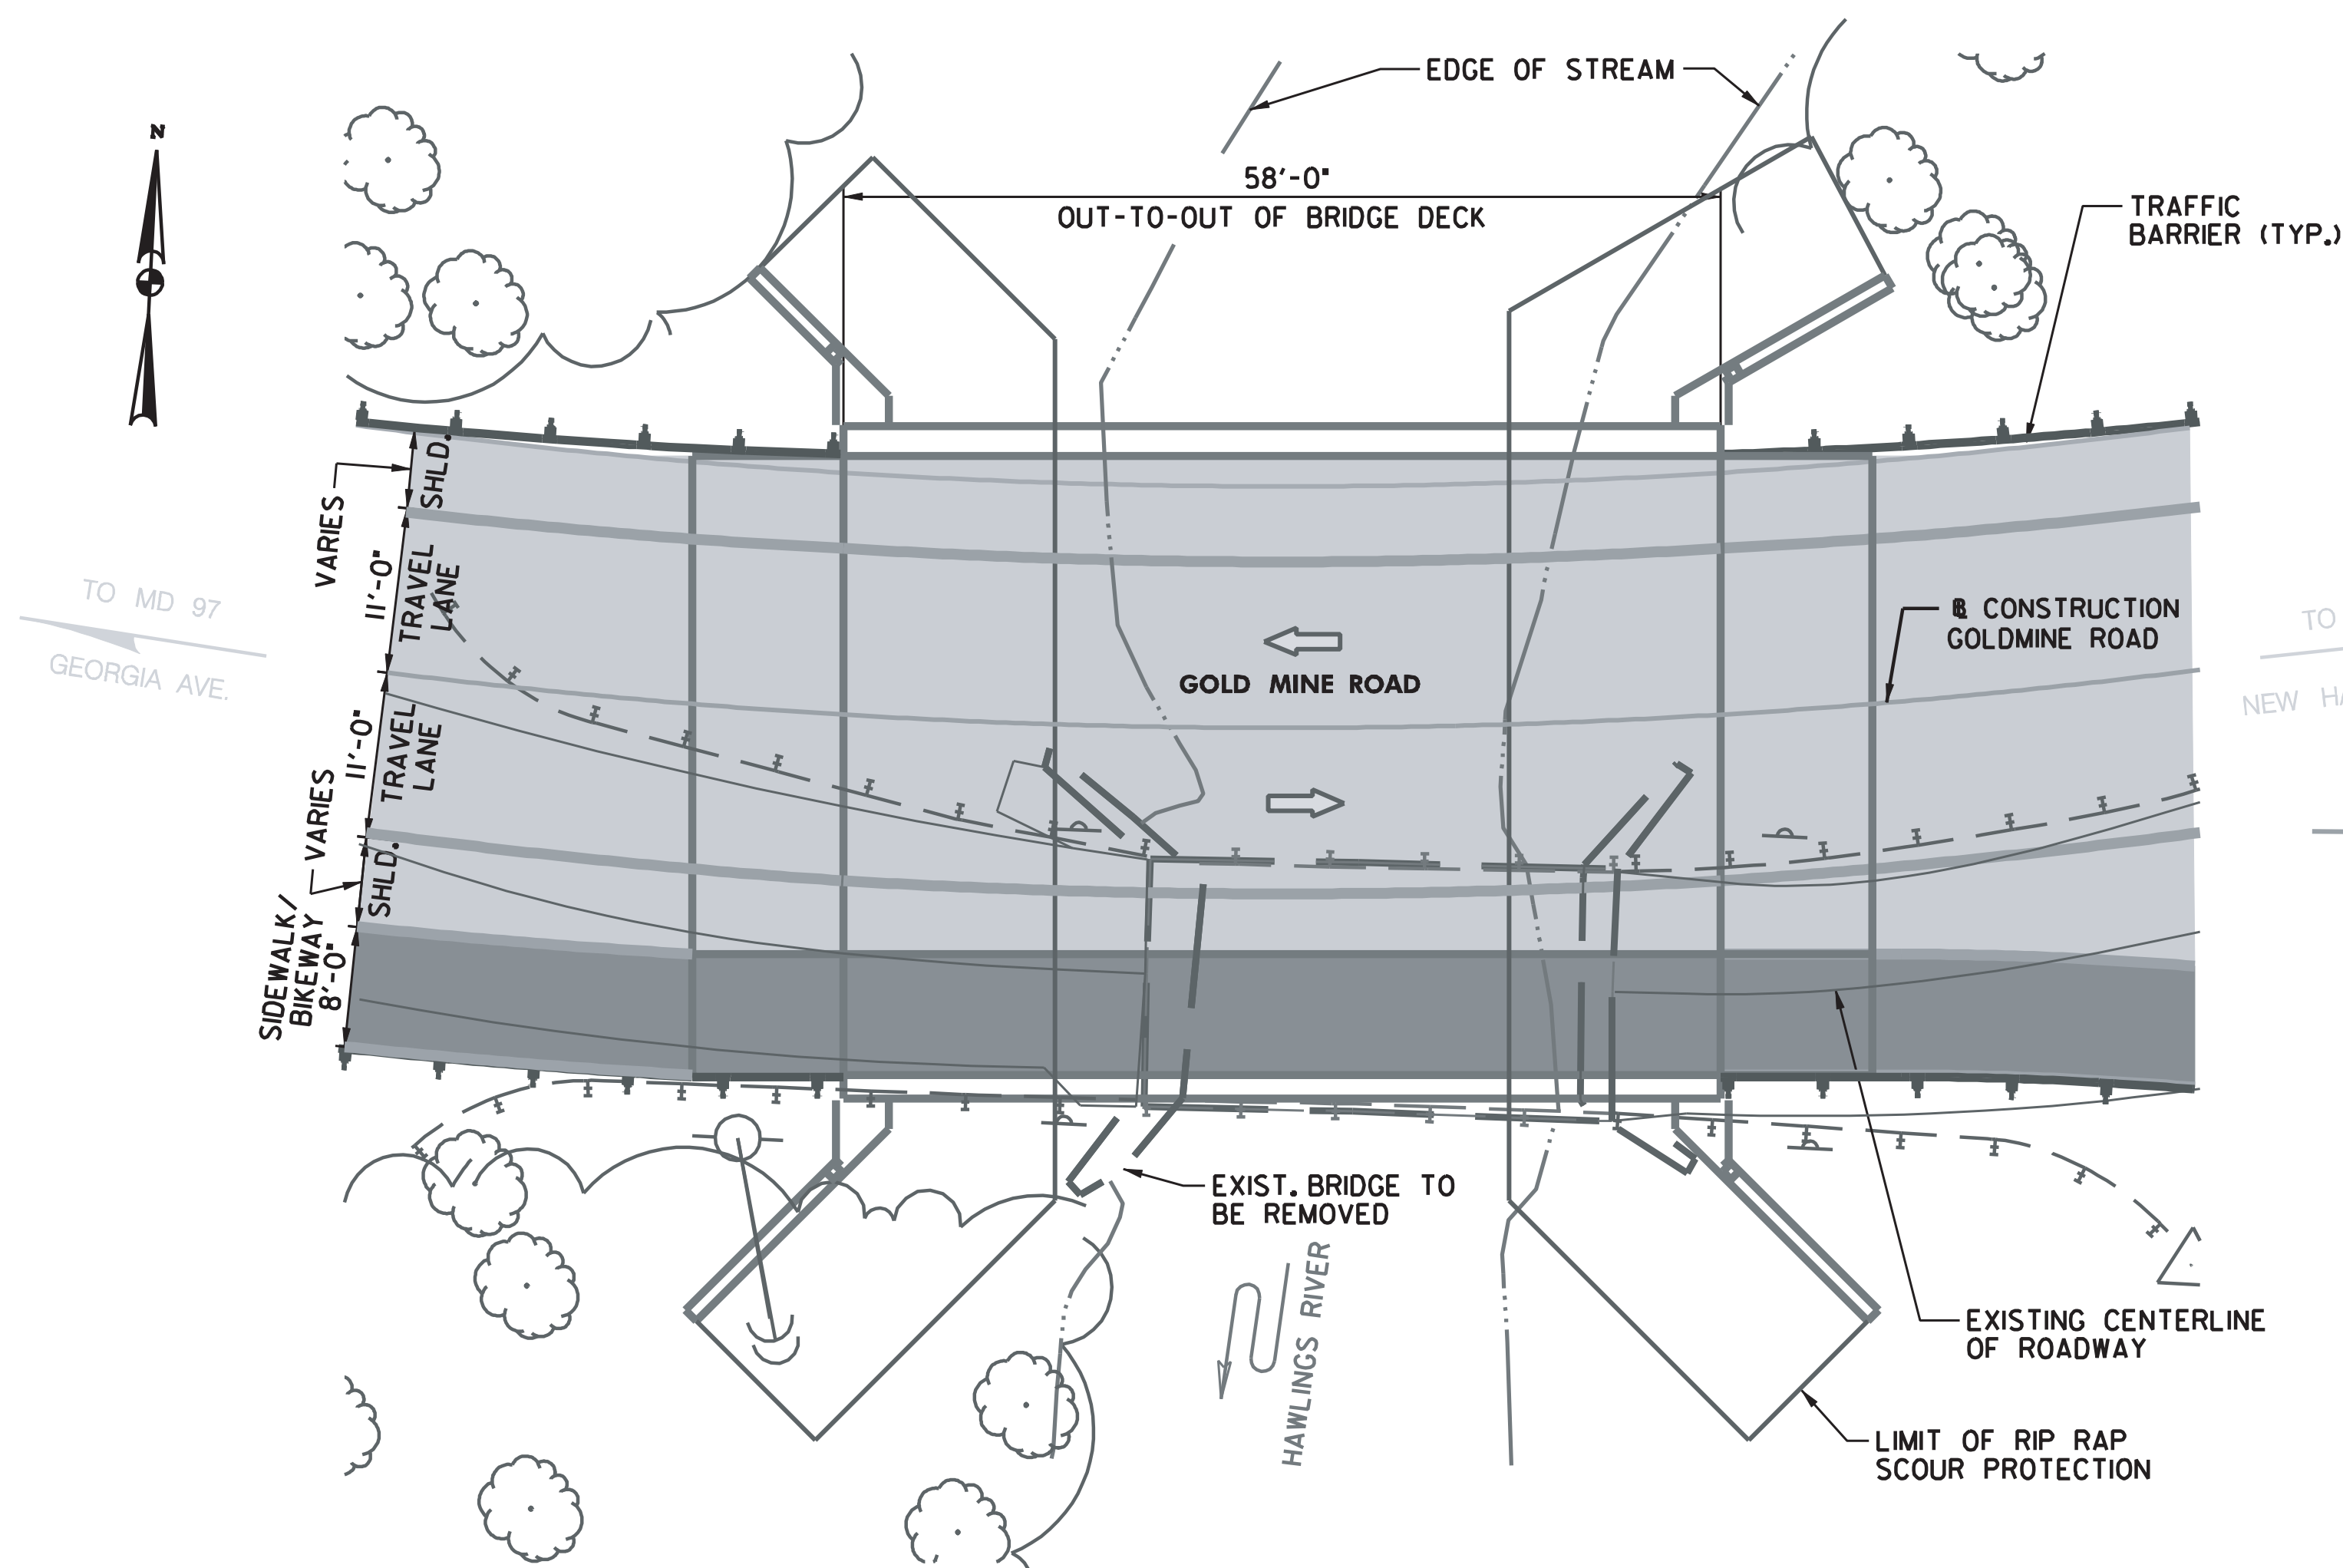 N
EDGE OF STREAM
58'-0"
OUT-TO-OUT OF BRIDGE DECK
TRAFFIC
BARRIER (TYP.)
VARIES
SHLD.
11'-0"
TRAVEL
LANE
TO MD 97
GEORGIA AVE.
CONSTRUCTION
GOLDMINE ROAD
TO
NEW HA
GOLD MINE ROAD
11'-0"
TRAVEL
LANE
VARIES
SHLD.
SIDEWALK/
BIKEWAY
8'-0"
EXIST. BRIDGE TO
BE REMOVED
HAWLINGS RIVER
EXISTING CENTERLINE
OF ROADWAY
LIMIT OF RIP RAP
SCOUR PROTECTION